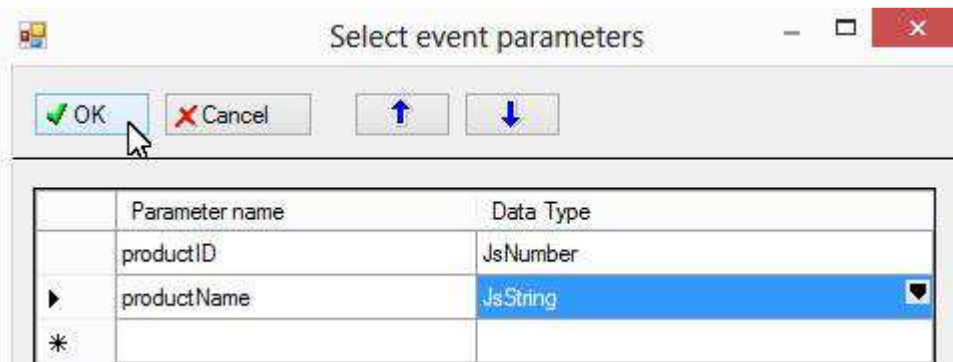 Select event parameters
OK Cancel
Parameter name Data Type
productID JsNumber
productName JsString
*